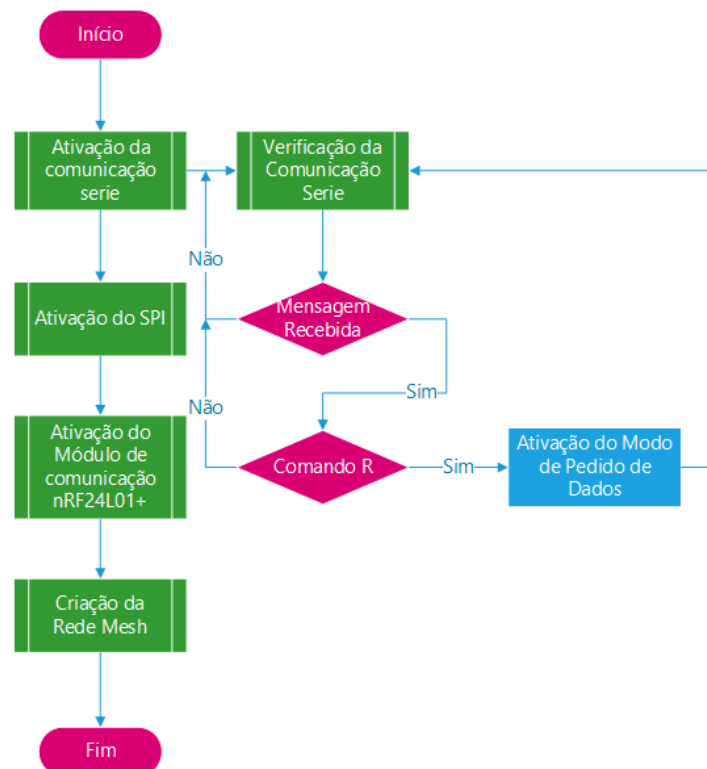 Início
Ativação da
comunicação
serie
Verificação da
Comunicação
Serie
Não
Ativação do SPI
Mensagem
Recebida
Sim
Não
Ativação do
Módulo de
comunicação
nRF24L01+
Comando R
Sim
Ativação do Modo
de Pedido de
Dados
Criação da
Rede Mesh
Fim